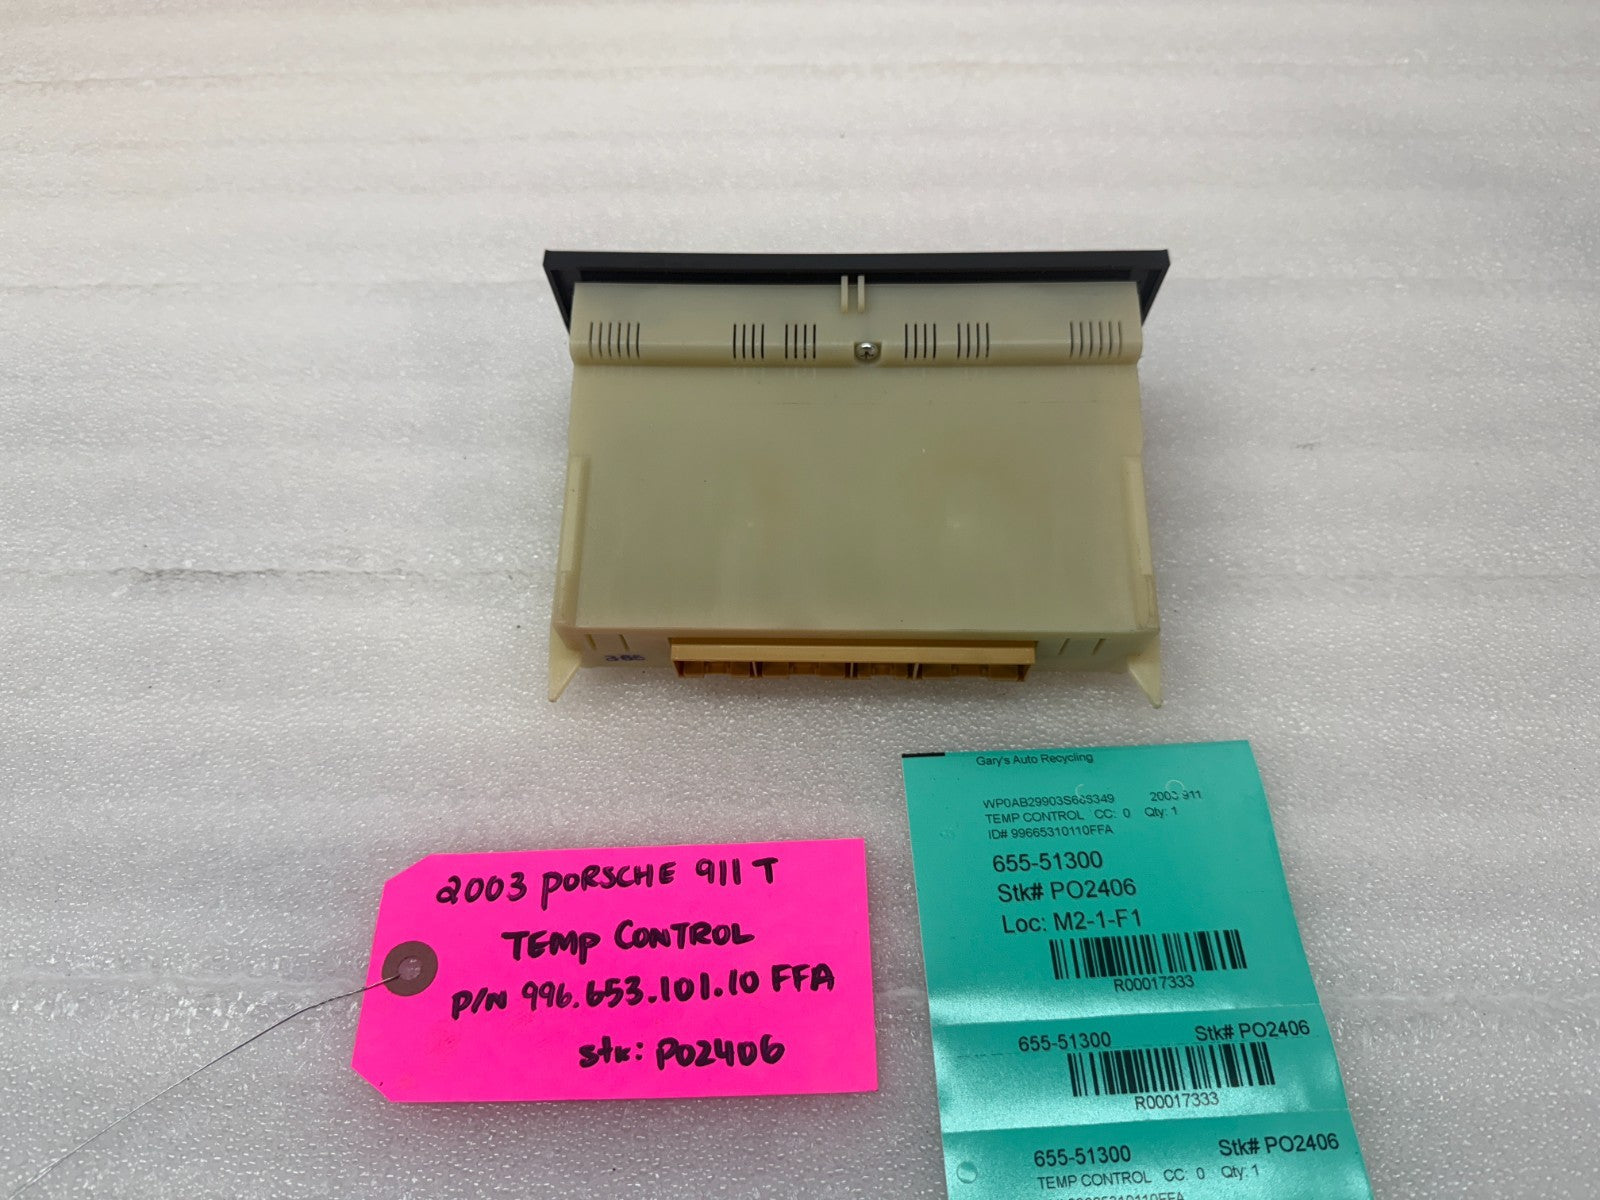 366
2003 PORSCHE 911 T
TEMP CONTROL
P/N 996.653.101.10 FFA
stk: PO2406
Gary's Auto Recycling
2003 911
TEMP CONTROL CC: 0 Qty: 1
ID# 99665310110FFA
655-51300
Stk# PO2406
Loc: M2-1-F1
R00017333
655-51300 Stk# PO2406
R00017333
655-51300 Stk# PO2406
TEMP CONTROL CC: 0 Qty: 1